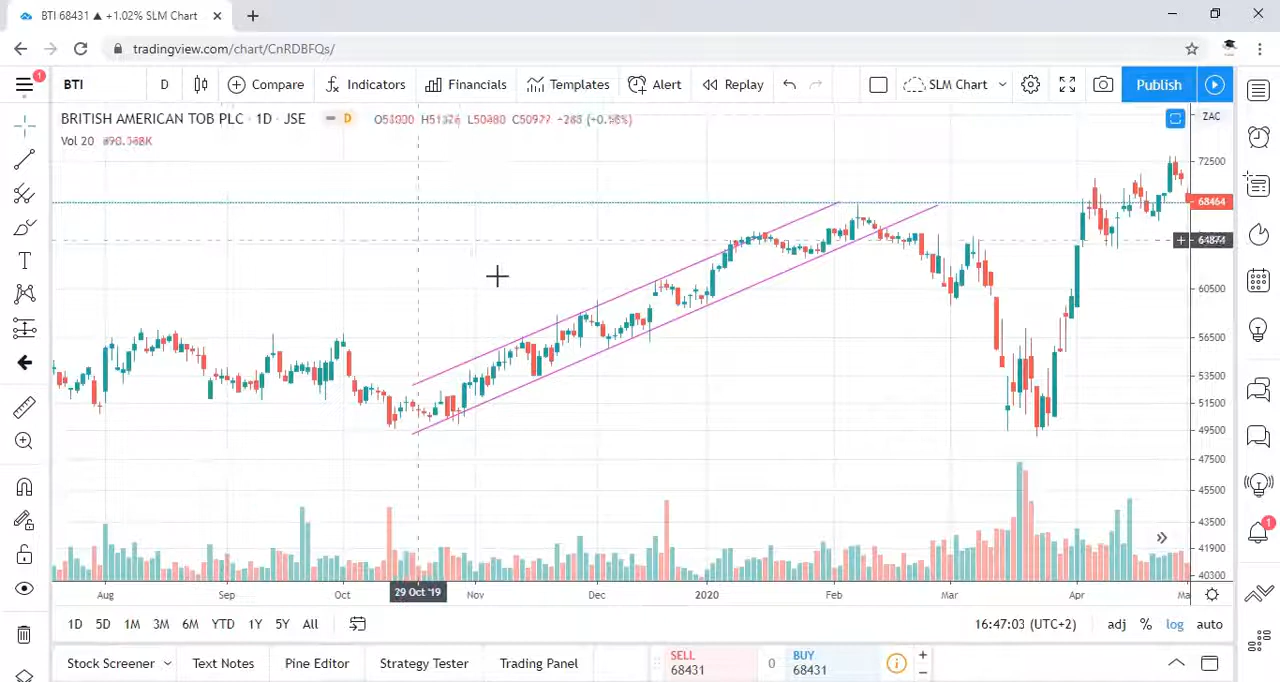 BTI 68431 ▲ +1.02% SLM Chart
tradingview.com/chart/CnRDBFQs/
1 BTI D Compare Indicators Financials Templates Alert Replay SLM Chart Publish
BRITISH AMERICAN TOB PLC · 1D · JSE D
ZAC
Vol 20
72500
68464
64874
60500
56500
53500
51500
49500
47500
45500
43500
1
41900
40300
Aug Sep Oct 29 Oct '19 Nov Dec 2020 Feb Mar Apr
1D 5D 1M 3M 6M YTD 1Y 5Y All 16:47:03 (UTC+2) adj % log auto
Stock Screener Text Notes Pine Editor Strategy Tester Trading Panel
SELL
68431
0
BUY
68431